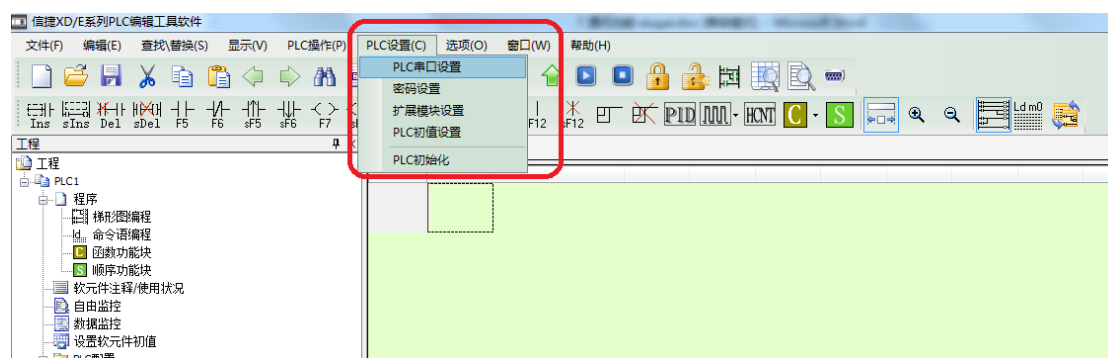 信捷XD/E系列PLC编辑工具软件
文件(F) 编辑(E) 查找\替换(S) 显示(V) PLC操作(P) PLC设置(C) 选项(O) 窗口(W) 帮助(H)
PLC串口设置
密码设置
扩展模块设置
PLC初值设置
PLC初始化
Ins sIns Del sDel F5 F6 sF5 sF6 F7 F12 sF12 PID HCNT C S Ld m0
工程
工程
PLC1
程序
梯形图编程
命令语编程
C 函数功能块
S 顺序功能块
软元件注释/使用状况
自由监控
数据监控
设置软元件初值
PLC配置